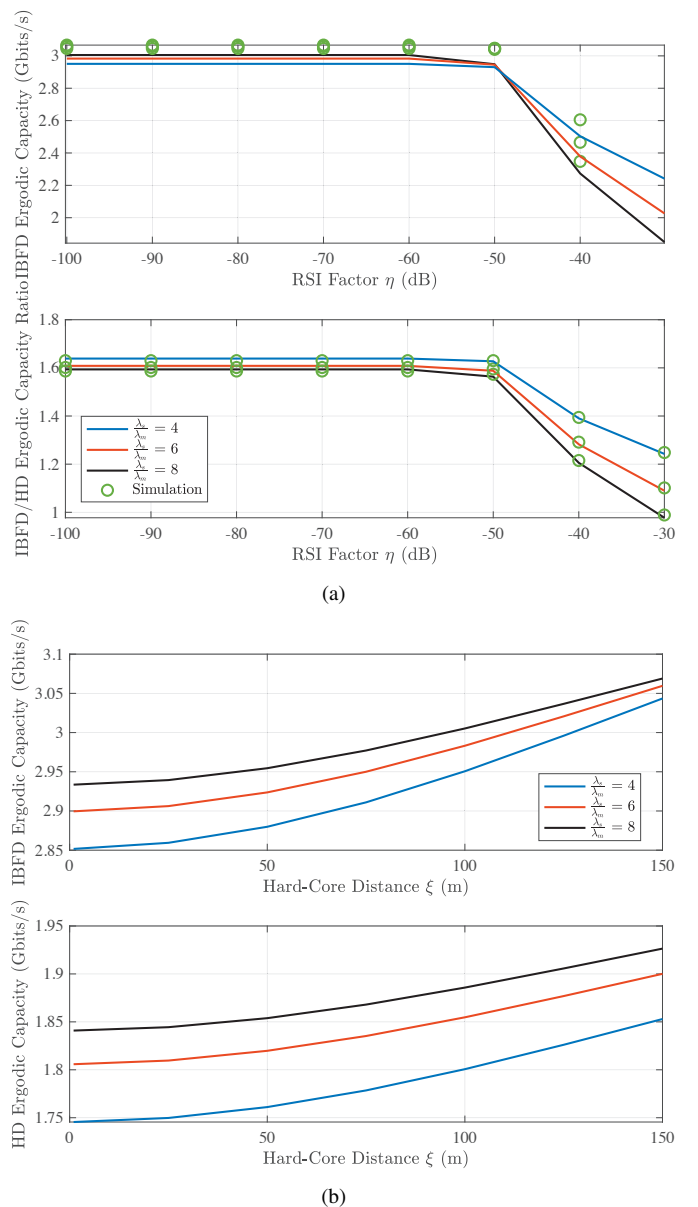 IBFD Ergodic Capacity (Gbits/s)
3
2.8
2.6
2.4
2.2
2
-100 -90 -80 -70 -60 -50 -40
RSI Factor η (dB)
IBFD/HD Ergodic Capacity Ratio
1.8
1.6
1.4
1.2
1
λs/λm = 4
λs/λm = 6
λs/λm = 8
Simulation
-100 -90 -80 -70 -60 -50 -40 -30
RSI Factor η (dB)
(a)
IBFD Ergodic Capacity (Gbits/s)
3.1
3.05
3
2.95
2.9
2.85
λs/λm = 4
λs/λm = 6
λs/λm = 8
0 50 100 150
Hard-Core Distance ξ (m)
HD Ergodic Capacity (Gbits/s)
1.95
1.9
1.85
1.8
1.75
0 50 100 150
Hard-Core Distance ξ (m)
(b)